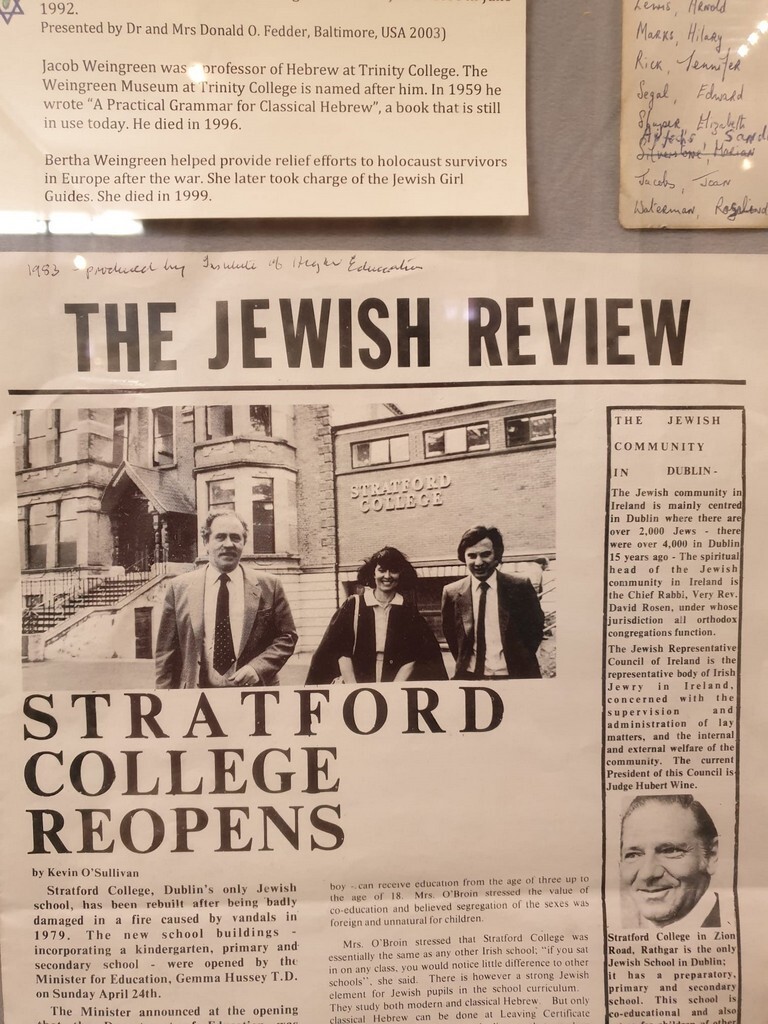 1992.
Presented by Dr and Mrs Donald O. Fedder, Baltimore, USA 2003)
Jacob Weingreen was professor of Hebrew at Trinity College. The
Weingreen Museum at Trinity College is named after him. In 1959 he
wrote "A Practical Grammar for Classical Hebrew", a book that is still
in use today. He died in 1996.
Bertha Weingreen helped provide relief efforts to holocaust survivors
in Europe after the war. She later took charge of the Jewish Girl
Guides. She died in 1999.
Lewis, Arnold
Marks, Hilary
Rick, Jennifer
Segal, Edward
Elizabeth
Jacobs, Joan
Waterman,
1983 - produced by Institute of Higher Education
THE JEWISH REVIEW
STRATFORD
COLLEGE
STRATFORD
COLLEGE
REOPENS
by Kevin O'Sullivan
Stratford College, Dublin's only Jewish
school, has been rebuilt after being badly
damaged in a fire caused by vandals in
1979. The new school buildings -
incorporating a kindergarten, primary and
secondary school - were opened by the
Minister for Education, Gemma Hussey T.D.
on Sunday April 24th.
The Minister announced at the opening
boy - can receive education from the age of three up to
the age of 18. Mrs. O'Broin stressed the value of
co-education and believed segregation of the sexes was
foreign and unnatural for children.
Mrs. O'Broin stressed that Stratford College was
essentially the same as any other Irish school; "if you sat
in on any class, you would notice little difference to other
schools", she said. There is however a strong Jewish
element for Jewish pupils in the school curriculum.
They study both modern and classical Hebrew. But only
classical Hebrew can be done at Leaving Certificate
THE JEWISH
COMMUNITY
IN DUBLIN-
The Jewish community in
Ireland is mainly centred
in Dublin where there are
over 2,000 Jews - there
were over 4,000 in Dublin
15 years ago - The spiritual
head of the Jewish
community in Ireland is
the Chief Rabbi, Very Rev.
David Rosen, under whose
jurisdiction all orthodox
congregations function.
The Jewish Representative
Council of Ireland is the
representative body of Irish
Jewry in Ireland,
concerned with the
supervision and
administration of lay
matters, and the internal
and external welfare of the
community. The current
President of this Council is
Judge Hubert Wine.
Stratford College in Zion
Road, Rathgar is the only
Jewish School in Dublin;
it has a preparatory,
primary and secondary
school. This school is
co-educational and also